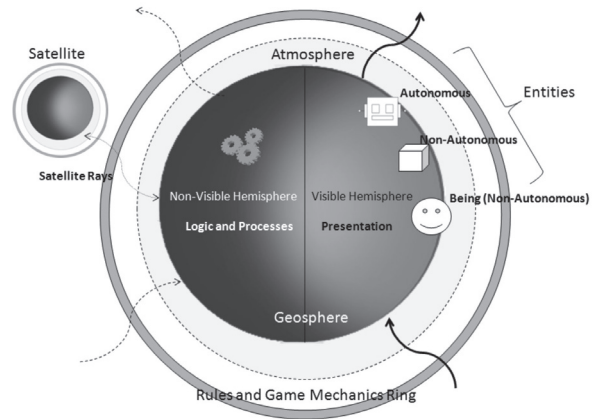 Satellite
Atmosphere
Autonomous
Entities
Non-Autonomous
Satellite Rays
Non-Visible Hemisphere
Visible Hemisphere
Being (Non-Autonomous)
Logic and Processes
Presentation
Geosphere
Rules and Game Mechanics Ring